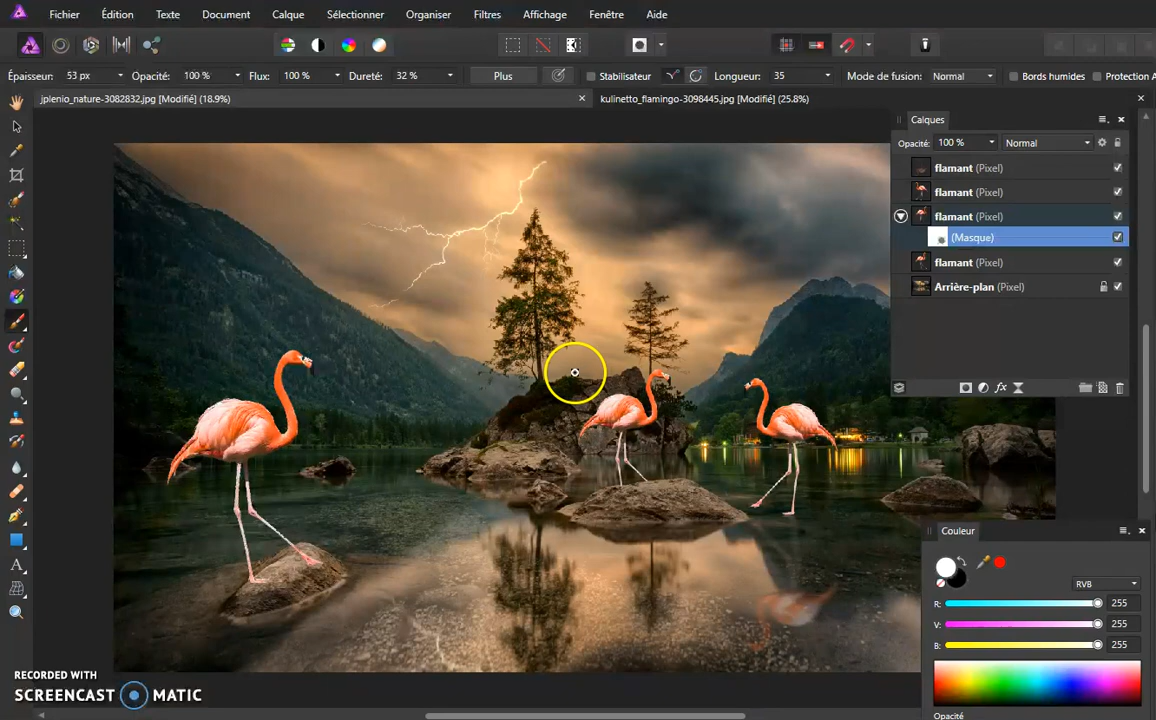 Fichier Édition Texte Document Calque Sélectionner Organiser Filtres Affichage Fenêtre Aide
Épaisseur: 53 px Opacité: 100 % Flux: 100 % Dureté: 32 % Plus Stabilisateur Longueur: 35 Mode de fusion: Normal Bords humides Protection A
jplenio_nature-3082832.jpg [Modifié] (18.9%) kulinetto_flamingo-3098445.jpg [Modifié] (25.8%)
Calques
Opacité: 100 % Normal
flamant (Pixel)
flamant (Pixel)
flamant (Pixel)
(Masque)
flamant (Pixel)
Arrière-plan (Pixel)
fx
Couleur
RVB
R: 255
V: 255
B: 255
Opacité
A
RECORDED WITH
SCREENCAST MATIC